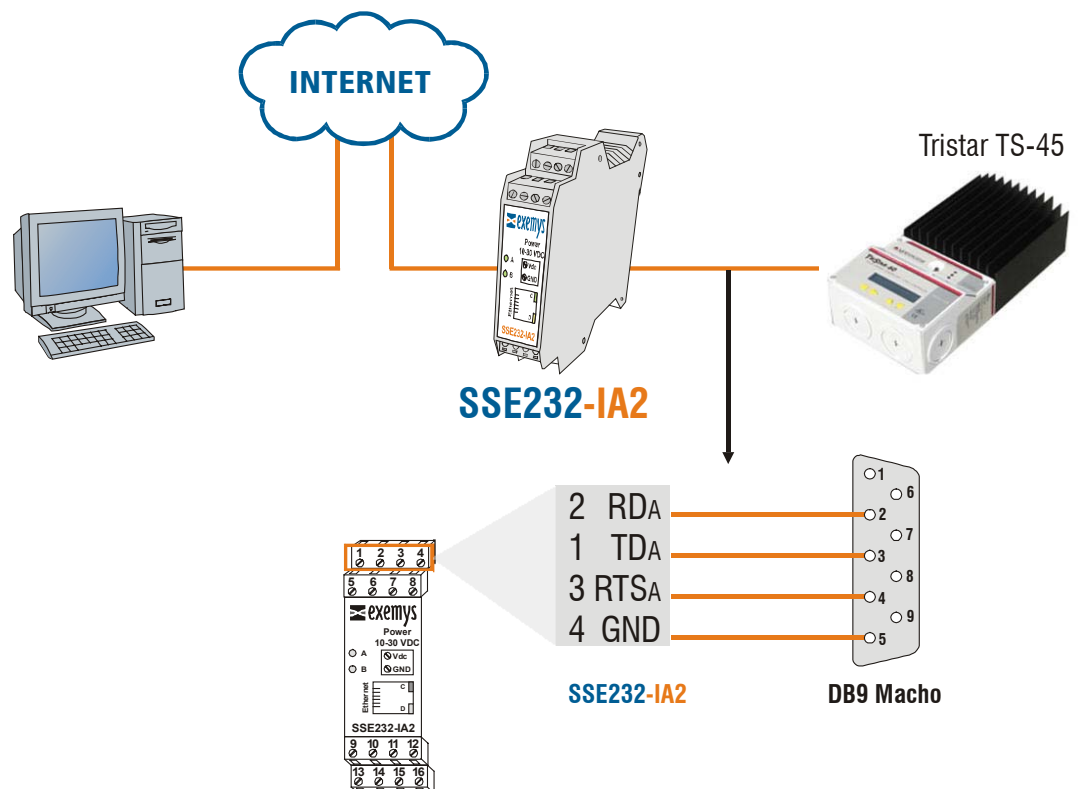 INTERNET
Tristar TS-45
exemys
Power
10-30 VDC
A
Vdc
B
GND
Ethernet
C
D
SSE232-IA2
SSE232-IA2
2 RDA
1 TDA
3 RTSA
4 GND
SSE232-IA2
1
6
2
7
3
8
4
9
5
DB9 Macho
1 2 3 4
5 6 7 8
exemys
Power
10-30 VDC
A
Vdc
B
GND
Ethernet
C
D
SSE232-IA2
9 10 11 12
13 14 15 16